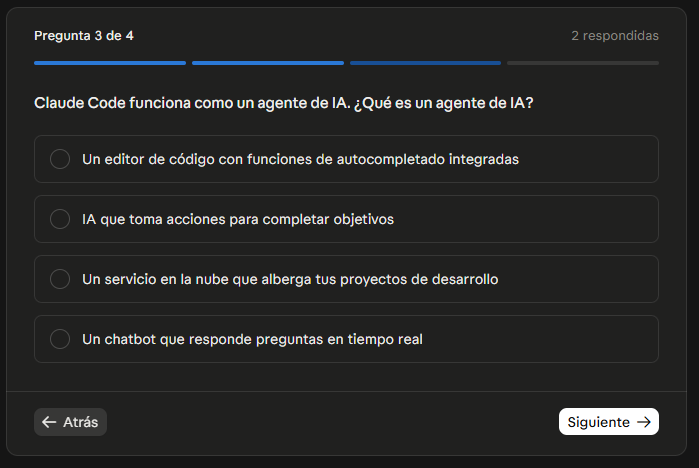 Pregunta 3 de 4
2 respondidas
Claude Code funciona como un agente de IA. ¿Qué es un agente de IA?
Un editor de código con funciones de autocompletado integradas
IA que toma acciones para completar objetivos
Un servicio en la nube que alberga tus proyectos de desarrollo
Un chatbot que responde preguntas en tiempo real
← Atrás
Siguiente →